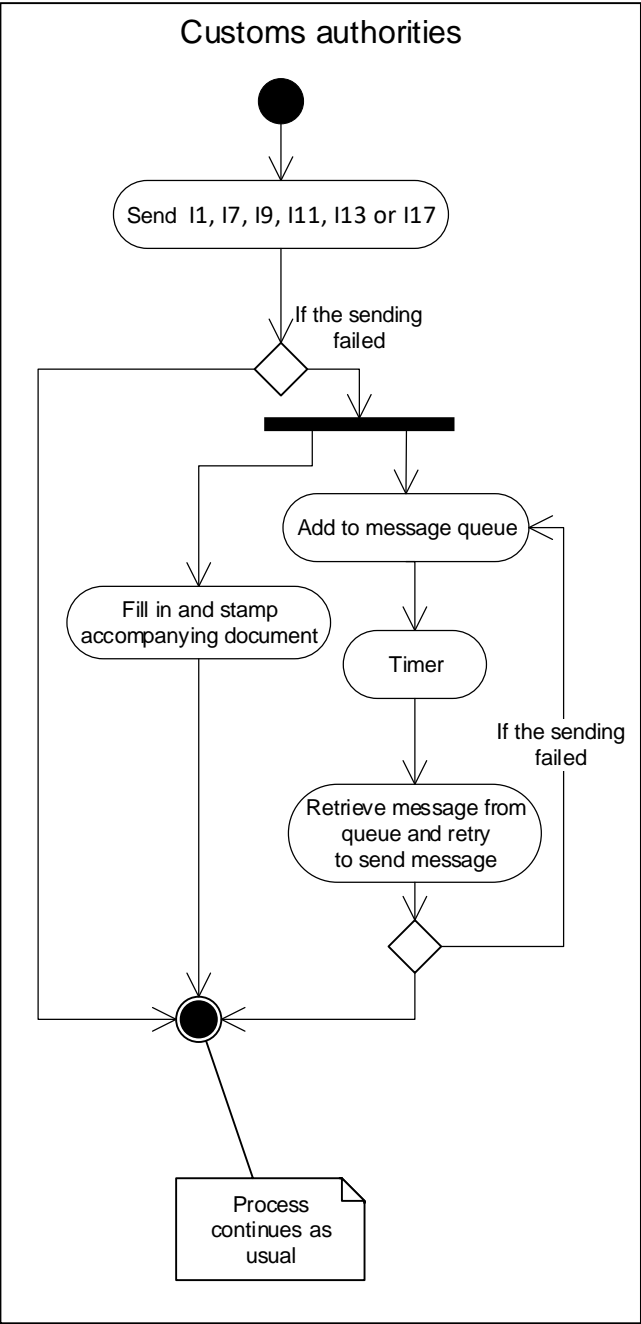 Customs authorities
Send I1, I7, I9, I11, I13 or I17
If the sending
failed
Add to message queue
Fill in and stamp
accompanying document
Timer
If the sending
failed
Retrieve message from
queue and retry
to send message
Process
continues as
usual